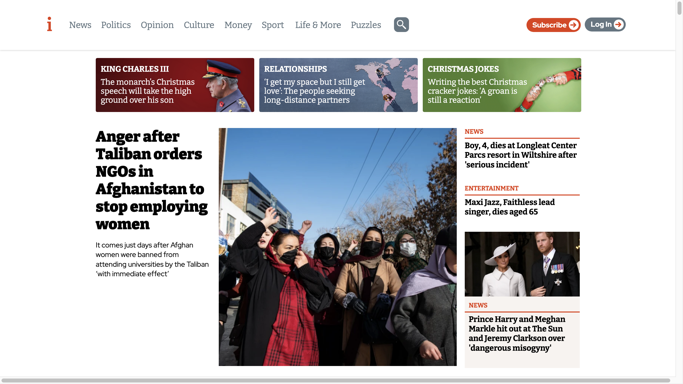 i
News Politics Opinion Culture Money Sport Life & More Puzzles
Subscribe
Log In
KING CHARLES III
The monarch's Christmas
speech will take the high
ground over his son
RELATIONSHIPS
'I get my space but I still get
love': The people seeking
long-distance partners
CHRISTMAS JOKES
Writing the best Christmas
cracker jokes: 'A groan is
still a reaction'
Anger after
Taliban orders
NGOs in
Afghanistan to
stop employing
women
It comes just days after Afghan
women were banned from
attending universities by the Taliban
'with immediate effect'
NEWS
Boy, 4, dies at Longleat Center
Parcs resort in Wiltshire after
'serious incident'
ENTERTAINMENT
Maxi Jazz, Faithless lead
singer, dies aged 65
NEWS
Prince Harry and Meghan
Markle hit out at The Sun
and Jeremy Clarkson over
'dangerous misogyny'